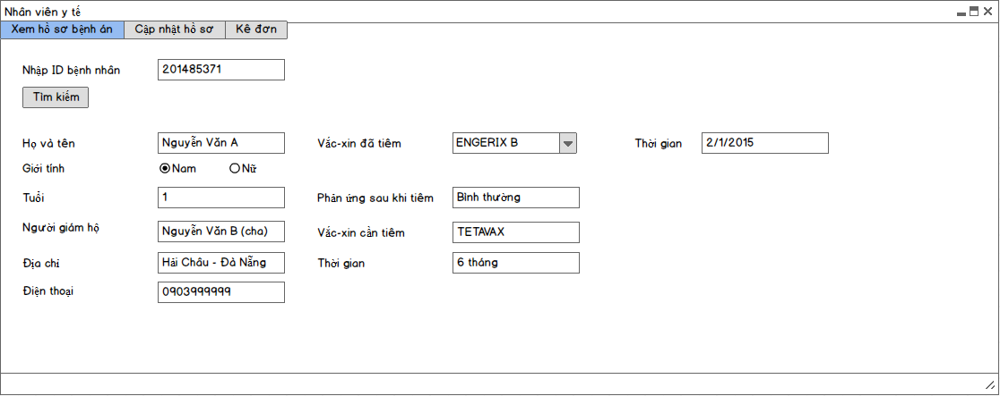 Nhân viên y tế
Xem hồ sơ bệnh án Cập nhật hồ sơ Kê đơn
Nhập ID bệnh nhân 201485371
Tìm kiếm
Họ và tên Nguyễn Văn A Vắc-xin đã tiêm ENGERIX B Thời gian 2/1/2015
Giới tính Nam Nữ
Tuổi 1 Phản ứng sau khi tiêm Bình thường
Người giám hộ Nguyễn Văn B (cha) Vắc-xin cần tiêm TETAVAX
Địa chỉ Hải Châu - Đà Nẵng Thời gian 6 tháng
Điện thoại 0903999999